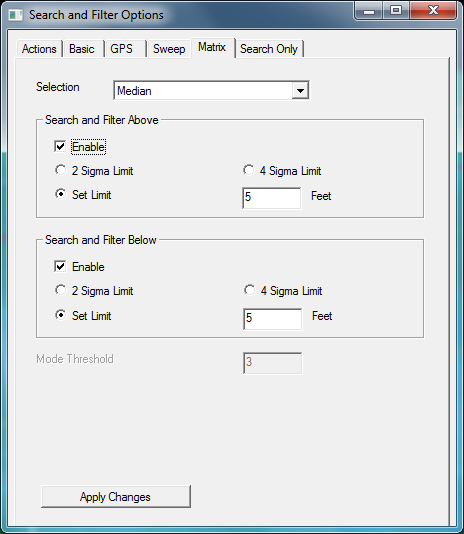 Search and Filter Options
Actions Basic GPS Sweep Matrix Search Only
Selection Median
Search and Filter Above
Enable
2 Sigma Limit 4 Sigma Limit
Set Limit 5 Feet
Search and Filter Below
Enable
2 Sigma Limit 4 Sigma Limit
Set Limit 5 Feet
Mode Threshold 3
Apply Changes